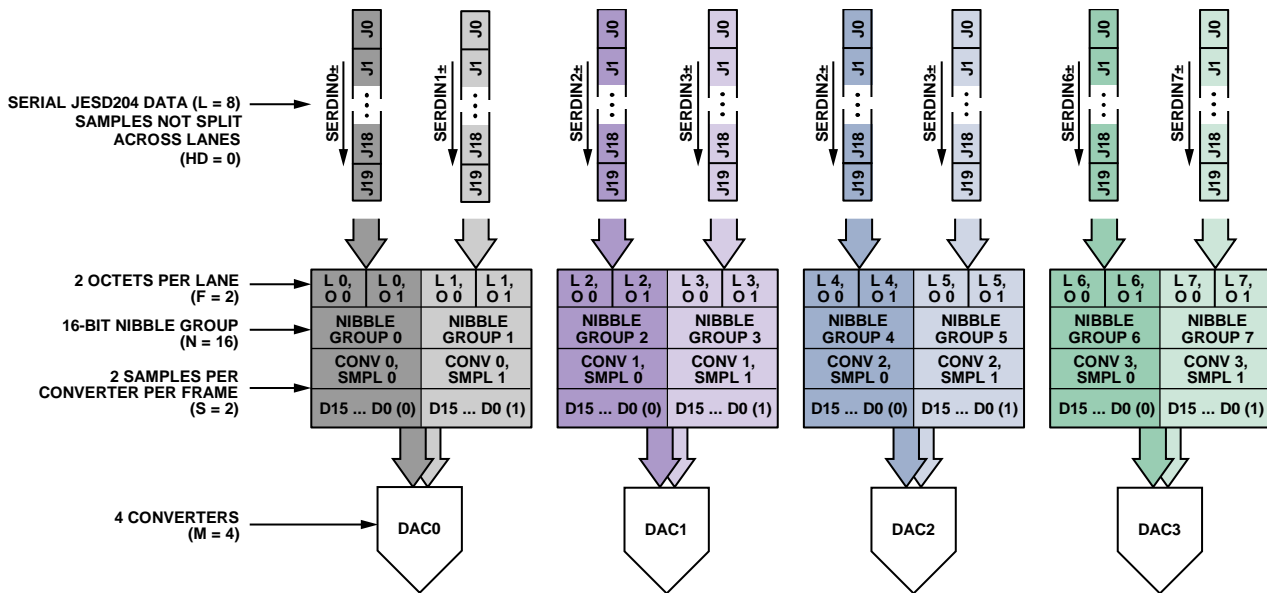 SERIAL JESD204 DATA (L = 8)
SAMPLES NOT SPLIT
ACROSS LANES
(HD = 0)
SERDIN0±
J0
J1
...
J18
J19
SERDIN1±
J0
J1
...
J18
J19
SERDIN2±
J0
J1
...
J18
J19
SERDIN3±
J0
J1
...
J18
J19
SERDIN2±
J0
J1
...
J18
J19
SERDIN3±
J0
J1
...
J18
J19
SERDIN6±
J0
J1
...
J18
J19
SERDIN7±
J0
J1
...
J18
J19
2 OCTETS PER LANE
(F = 2)
L 0,
O 0
L 0,
O 1
L 1,
O 0
L 1,
O 1
L 2,
O 0
L 2,
O 1
L 3,
O 0
L 3,
O 1
L 4,
O 0
L 4,
O 1
L 5,
O 0
L 5,
O 1
L 6,
O 0
L 6,
O 1
L 7,
O 0
L 7,
O 1
16-BIT NIBBLE GROUP
(N = 16)
NIBBLE
GROUP 0
NIBBLE
GROUP 1
NIBBLE
GROUP 2
NIBBLE
GROUP 3
NIBBLE
GROUP 4
NIBBLE
GROUP 5
NIBBLE
GROUP 6
NIBBLE
GROUP 7
2 SAMPLES PER
CONVERTER PER FRAME
(S = 2)
CONV 0,
SMPL 0
CONV 0,
SMPL 1
CONV 1,
SMPL 0
CONV 1,
SMPL 1
CONV 2,
SMPL 0
CONV 2,
SMPL 1
CONV 3,
SMPL 0
CONV 3,
SMPL 1
D15 ... D0 (0)
D15 ... D0 (1)
D15 ... D0 (0)
D15 ... D0 (1)
D15 ... D0 (0)
D15 ... D0 (1)
D15 ... D0 (0)
D15 ... D0 (1)
4 CONVERTERS
(M = 4)
DAC0
DAC1
DAC2
DAC3